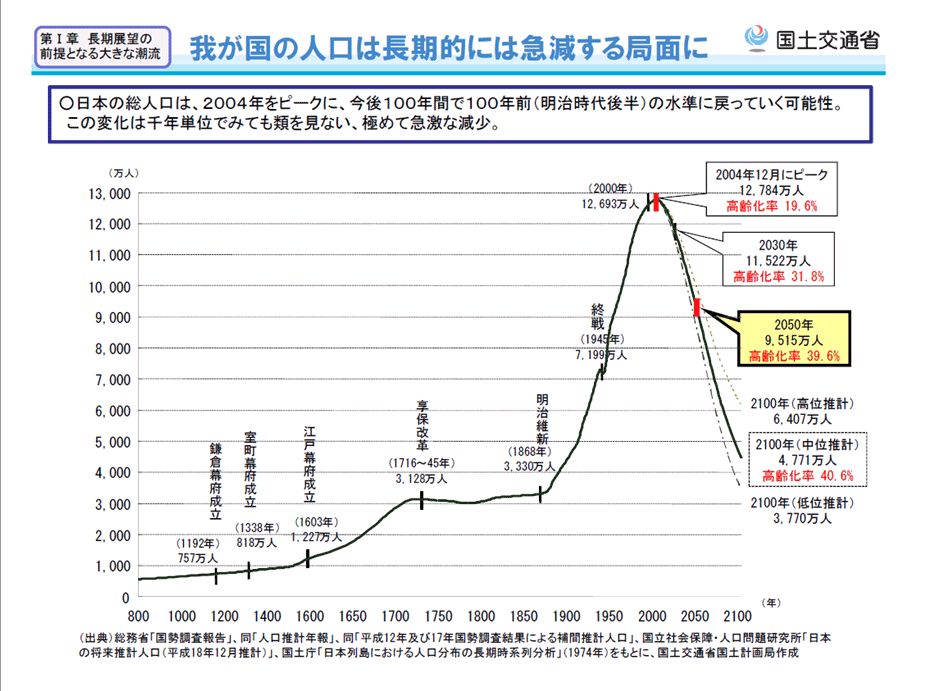 第Ⅰ章 長期展望の
前提となる大きな潮流
我が国の人口は長期的には急減する局面に
国土交通省
○日本の総人口は、2004年をピークに、今後100年間で100年前(明治時代後半)の水準に戻っていく可能性。
この変化は千年単位でみても類を見ない、極めて急激な減少。
(万人)
13,000
12,000
11,000
10,000
9,000
8,000
7,000
6,000
5,000
4,000
3,000
2,000
1,000
0
800 1000 1200 1400 1600 1650 1700 1750 1800 1850 1900 1950 2000 2050 2100
(年)
鎌倉幕府成立
(1192年)
757万人
室町幕府成立
(1338年)
818万人
江戸幕府成立
(1603年)
1,227万人
享保改革
(1716~45年)
3,128万人
明治維新
(1868年)
3,330万人
終戦
(1945年)
7,199万人
(2000年)
12,693万人
2004年12月にピーク
12,784万人
高齢化率 19.6%
2030年
11,522万人
高齢化率 31.8%
2050年
9,515万人
高齢化率 39.6%
2100年(高位推計)
6,407万人
2100年(中位推計)
4,771万人
高齢化率 40.6%
2100年(低位推計)
3,770万人
(出典)総務省「国勢調査報告」、同「人口推計年報」、同「平成12年及び17年国勢調査結果による補間推計人口」、国立社会保障・人口問題研究所「日本
の将来推計人口(平成18年12月推計)」、国土庁「日本列島における人口分布の長期時系列分析」(1974年)をもとに、国土交通省国土計画局作成